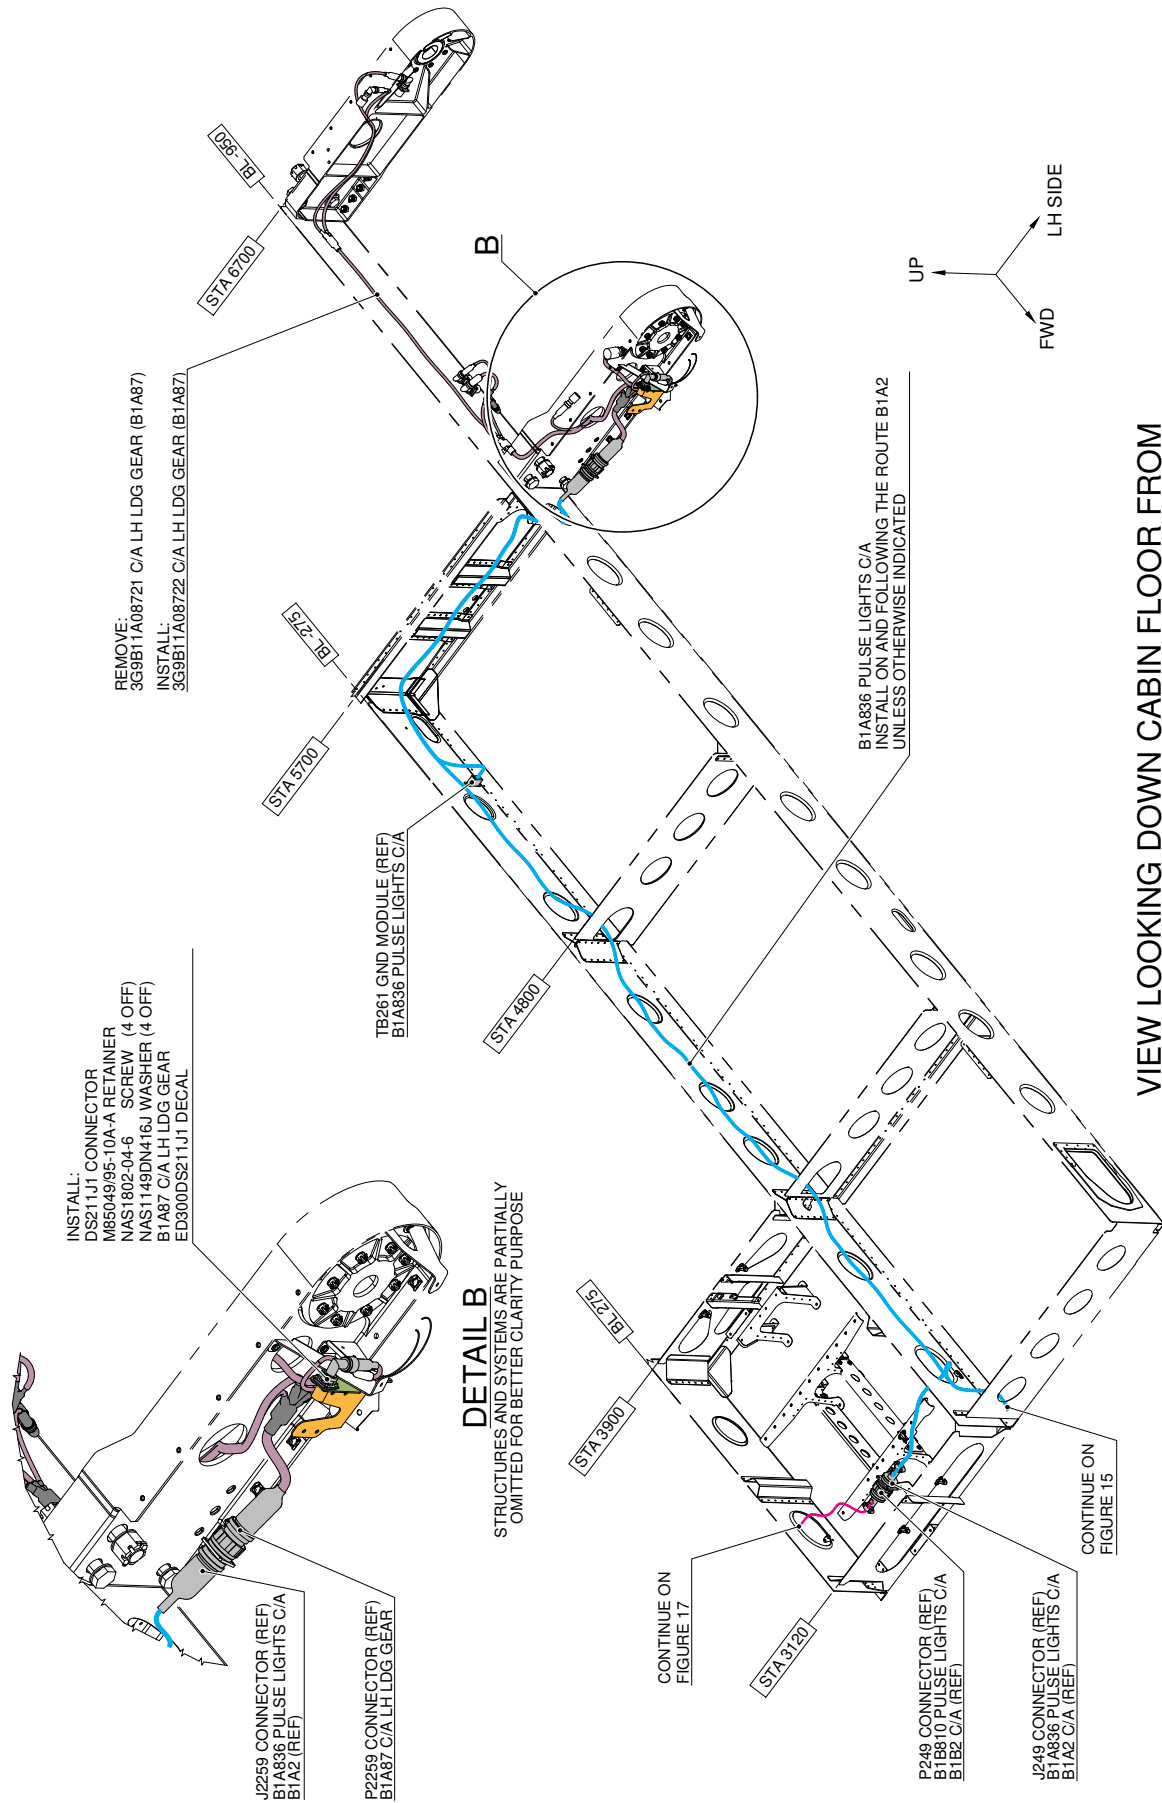 REMOVE:
3G9B11A08721 C/A LH LDG GEAR (B1A87)
INSTALL:
3G9B11A08722 C/A LH LDG GEAR (B1A87)
BL -950
STA 6700
B
UP
LH SIDE
FWD
BL -275
STA 5700
TB261 GND MODULE (REF)
B1A836 PULSE LIGHTS C/A
STA 4800
B1A836 PULSE LIGHTS C/A
INSTALL ON AND FOLLOWING THE ROUTE B1A2
UNLESS OTHERWISE INDICATED
INSTALL:
DS211J1 CONNECTOR
M85049/95-10A-A RETAINER
NAS1802-04-6 SCREW (4 OFF)
NAS1149DN416J WASHER (4 OFF)
B1A87 C/A LH LDG GEAR
ED300DS211J1 DECAL
DETAIL B
STRUCTURES AND SYSTEMS ARE PARTIALLY
OMITTED FOR BETTER CLARITY PURPOSE
J2259 CONNECTOR (REF)
B1A836 PULSE LIGHTS C/A
B1A2 (REF)
P2259 CONNECTOR (REF)
B1A87 C/A LH LDG GEAR
BL 275
STA 3900
CONTINUE ON
FIGURE 17
STA 3120
P249 CONNECTOR (REF)
B1B810 PULSE LIGHTS C/A
B1B2 C/A (REF)
J249 CONNECTOR (REF)
B1A836 PULSE LIGHTS C/A
B1A2 C/A (REF)
CONTINUE ON
FIGURE 15
VIEW LOOKING DOWN CABIN FLOOR FROM